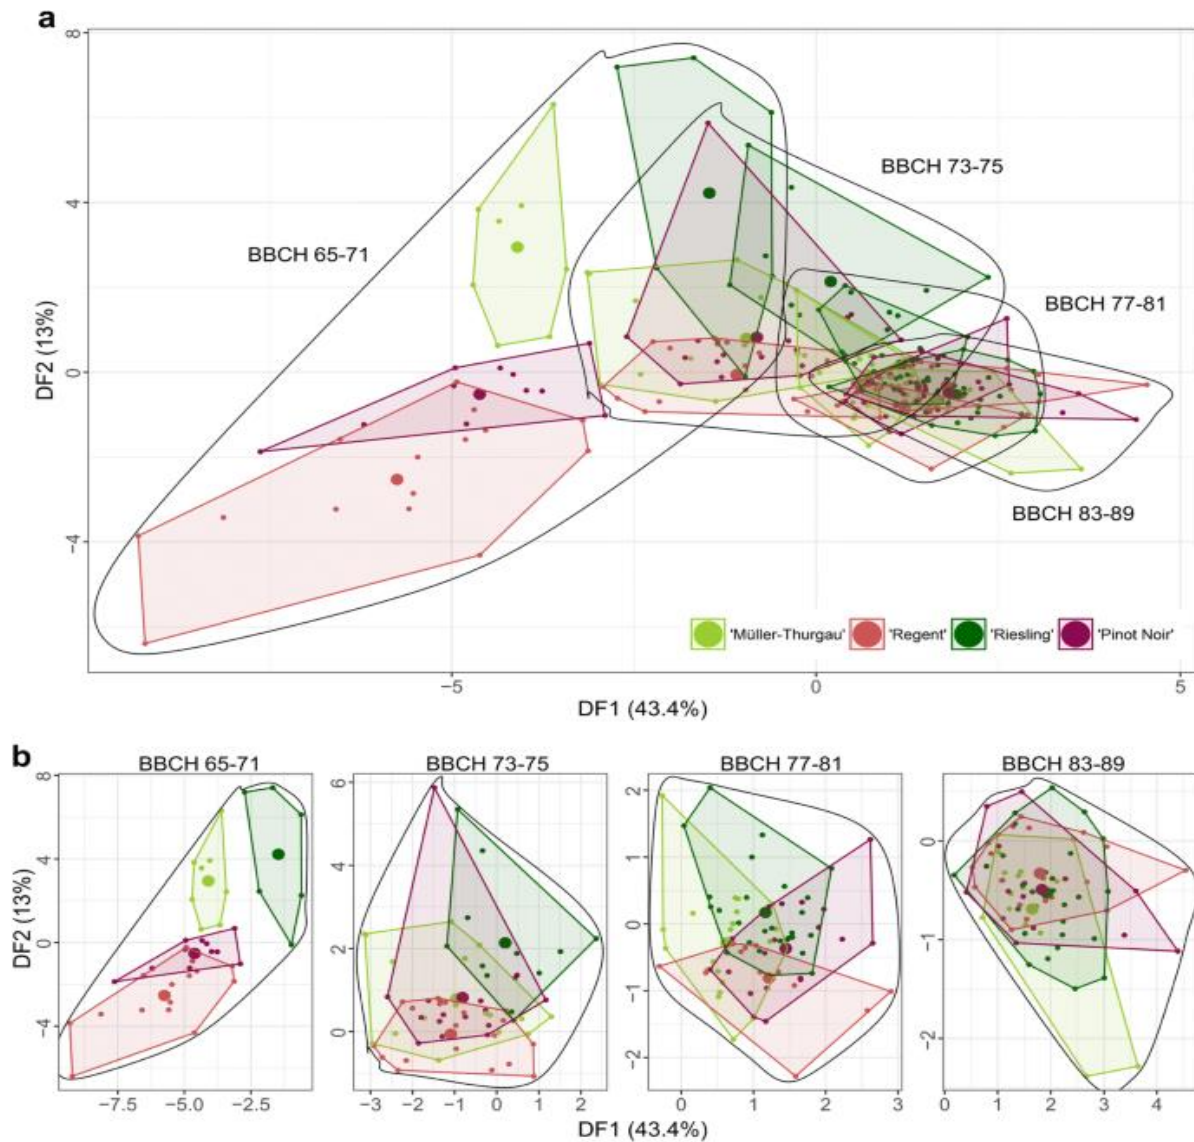 a
8
4
0
−4
DF2 (13%)
BBCH 65-71
BBCH 73-75
BBCH 77-81
BBCH 83-89
'Müller-Thurgau' 'Regent' 'Riesling' 'Pinot Noir'
−5 0 5
DF1 (43.4%)
b
BBCH 65-71 BBCH 73-75 BBCH 77-81 BBCH 83-89
DF2 (13%)
8
4
0
−4
6
4
2
0
2
1
0
−1
−2
0
−1
−2
−7.5 −5.0 −2.5
−3 −2 −1 0 1 2
0 1 2 3
0 1 2 3 4
DF1 (43.4%)